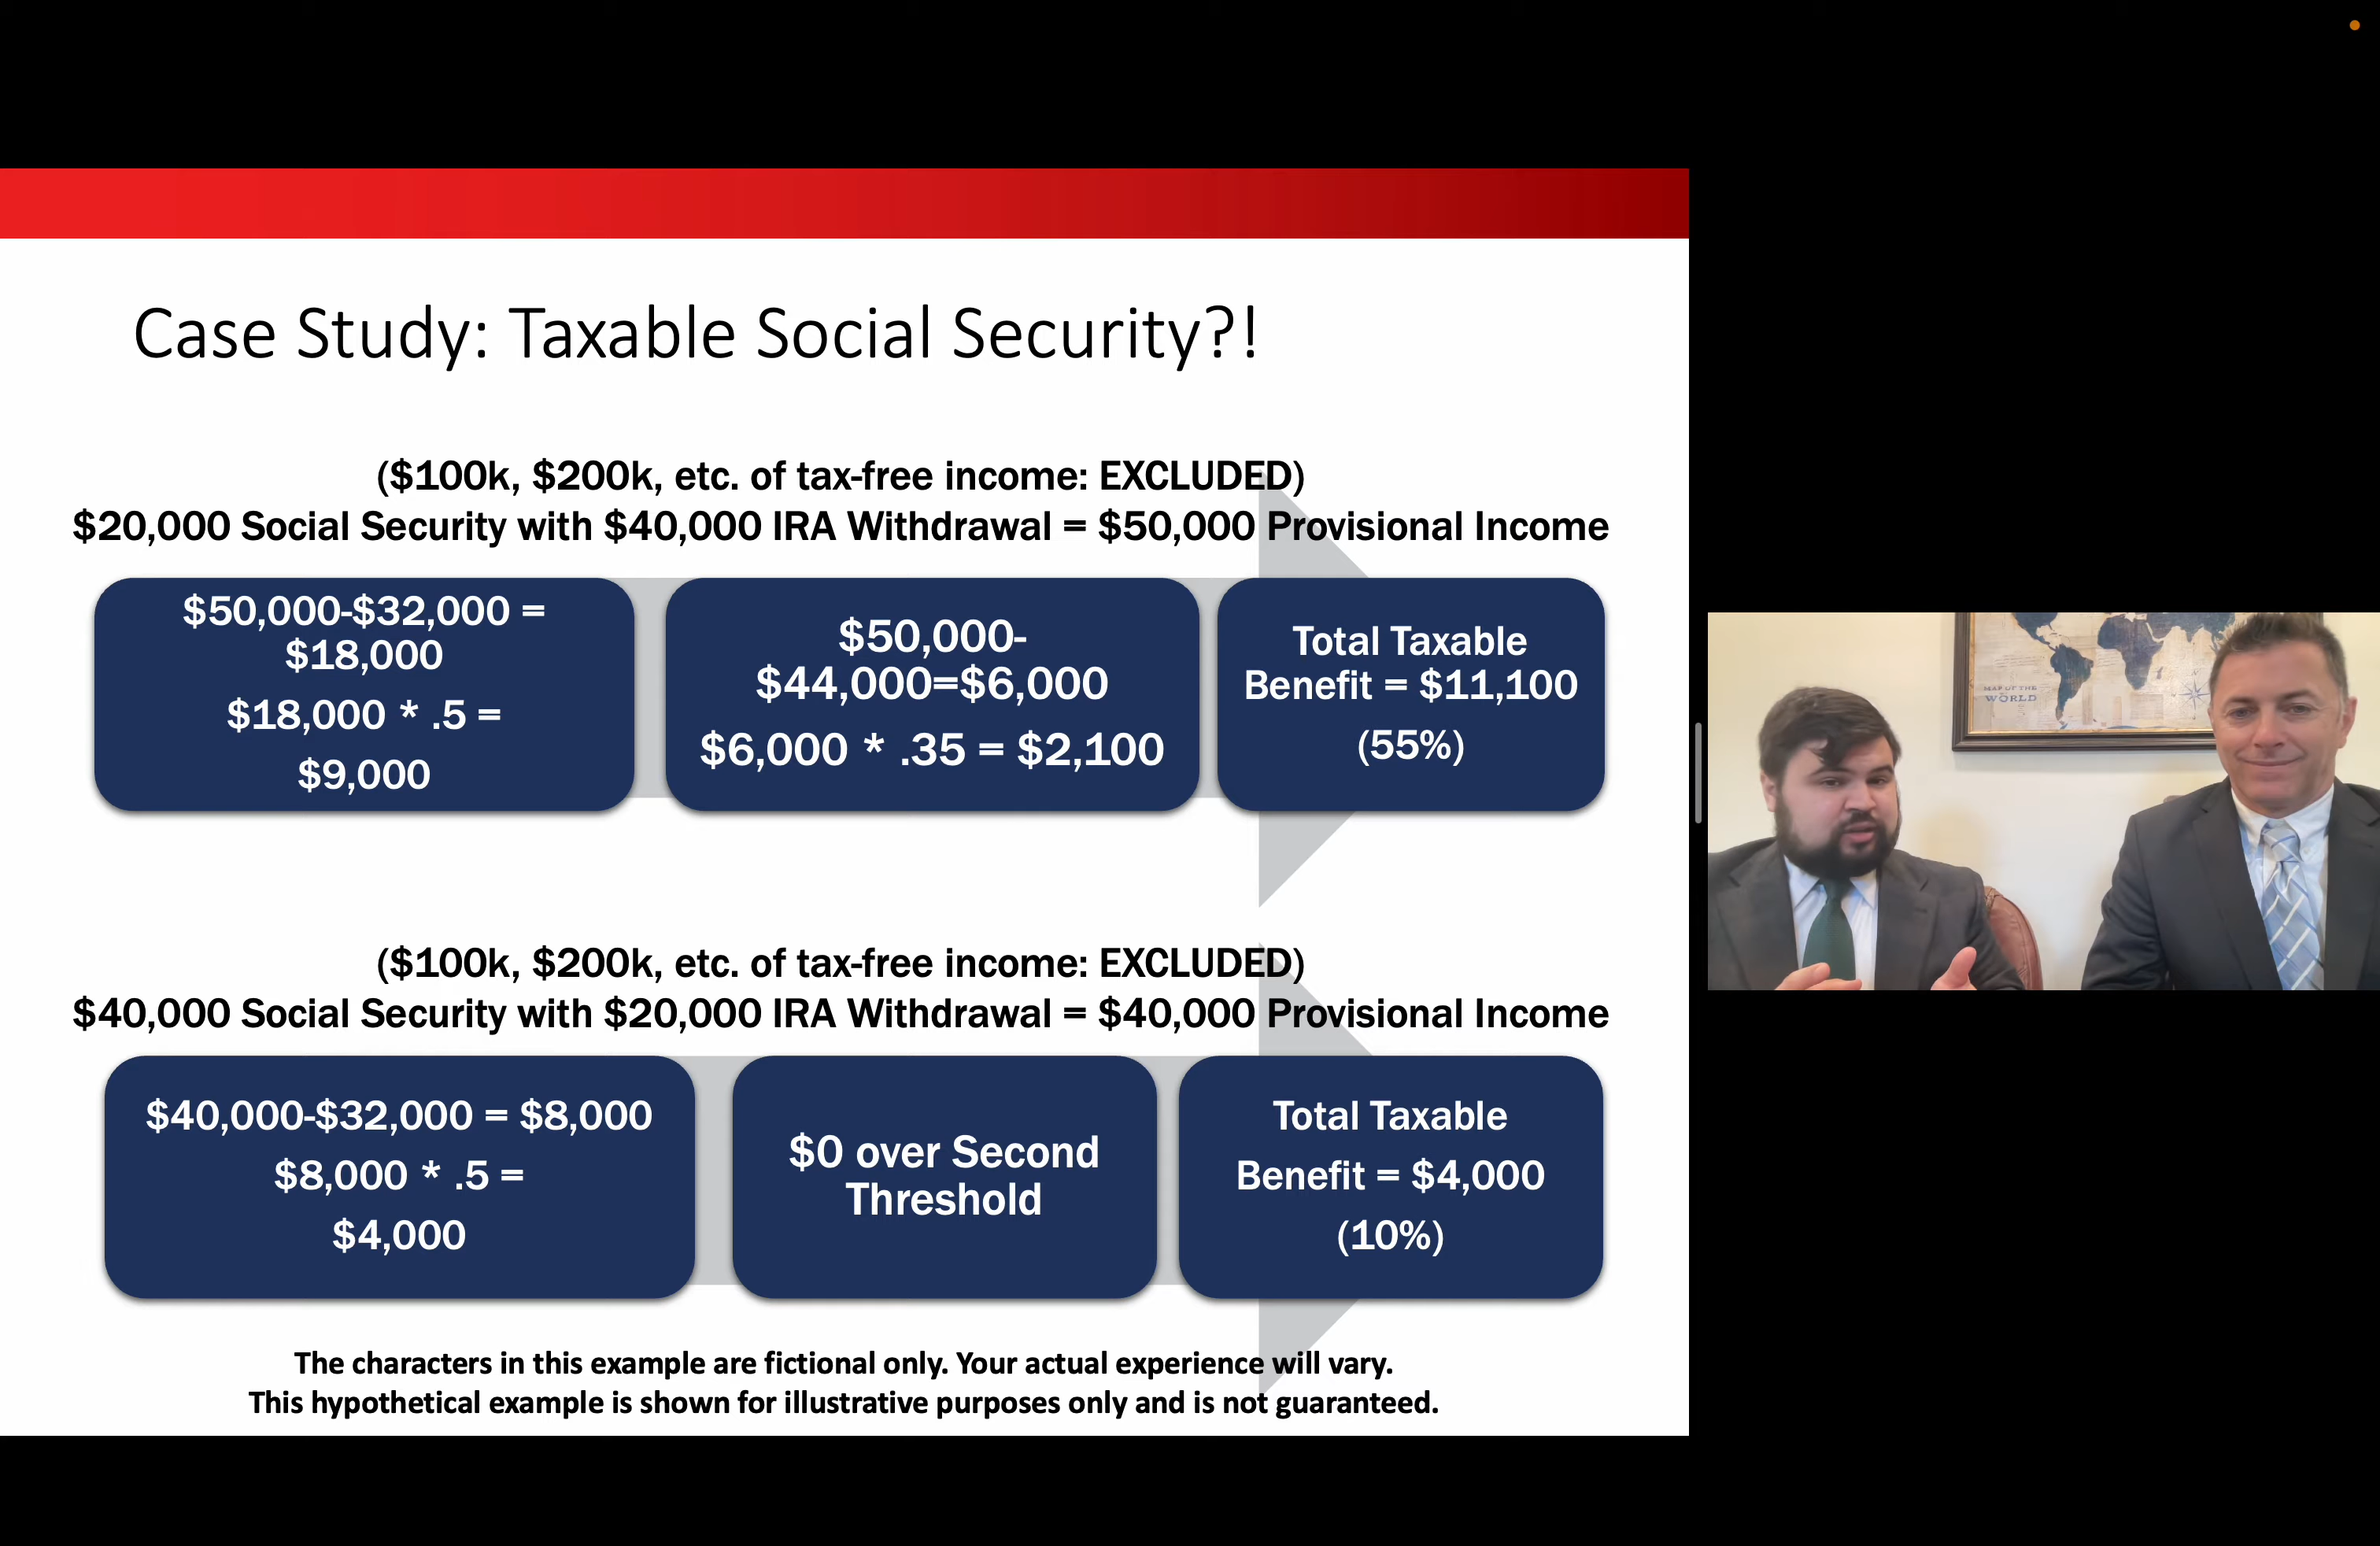 Case Study: Taxable Social Security?!
($100k, $200k, etc. of tax-free income: EXCLUDED)
$20,000 Social Security with $40,000 IRA Withdrawal = $50,000 Provisional Income
$50,000-$32,000 =
$18,000
$18,000 * .5 =
$9,000
$50,000-
$44,000=$6,000
$6,000 * .35 = $2,100
Total Taxable
Benefit = $11,100
(55%)
MAP OF THE
WORLD
($100k, $200k, etc. of tax-free income: EXCLUDED)
$40,000 Social Security with $20,000 IRA Withdrawal = $40,000 Provisional Income
$40,000-$32,000 = $8,000
$8,000 * .5 =
$4,000
$0 over Second
Threshold
Total Taxable
Benefit = $4,000
(10%)
The characters in this example are fictional only. Your actual experience will vary.
This hypothetical example is shown for illustrative purposes only and is not guaranteed.